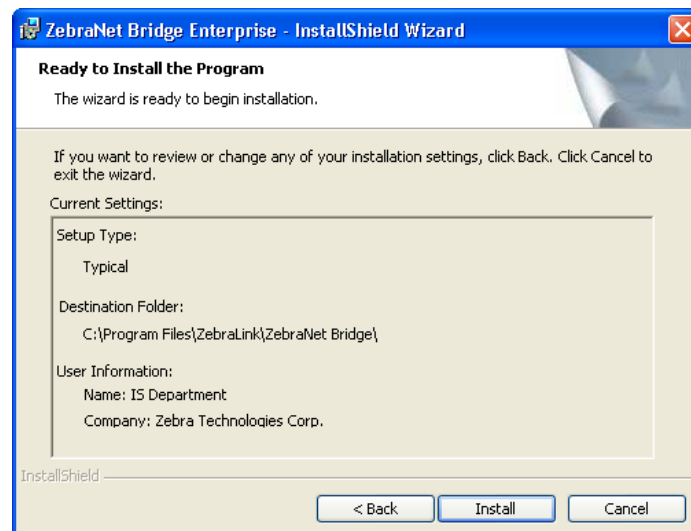 ZebraNet Bridge Enterprise - InstallShield Wizard
Ready to Install the Program
The wizard is ready to begin installation.
If you want to review or change any of your installation settings, click Back. Click Cancel to
exit the wizard.
Current Settings:
Setup Type:
Typical
Destination Folder:
C:\Program Files\ZebraLink\ZebraNet Bridge\
User Information:
Name: IS Department
Company: Zebra Technologies Corp.
InstallShield
< Back
Install
Cancel